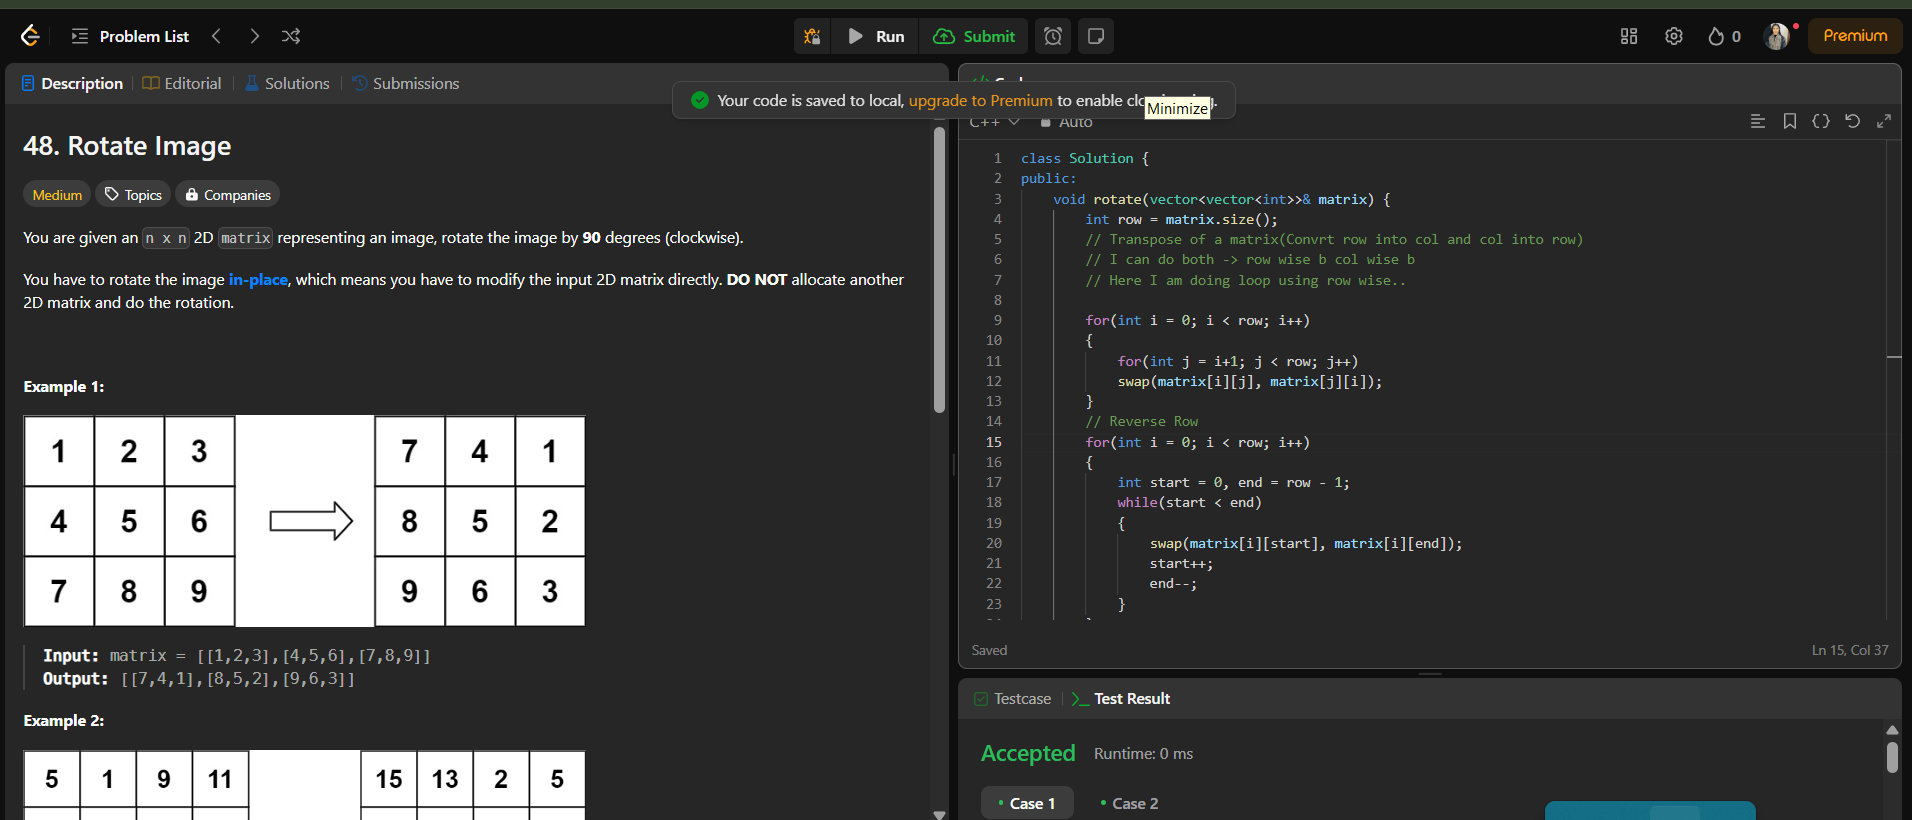 Problem List
Run
Submit
0
Premium
Description
Editorial
Solutions
Submissions
Your code is saved to local, upgrade to Premium to enable
Minimize
C++
Auto
48. Rotate Image
Medium
Topics
Companies
You are given an n x n 2D matrix representing an image, rotate the image by 90 degrees (clockwise).
You have to rotate the image in-place, which means you have to modify the input 2D matrix directly. DO NOT allocate another
2D matrix and do the rotation.
Example 1:
1 2 3 7 4 1
4 5 6 8 5 2
7 8 9 9 6 3
Input: matrix = [[1,2,3],[4,5,6],[7,8,9]]
Output: [[7,4,1],[8,5,2],[9,6,3]]
Example 2:
5 1 9 11 15 13 2 5
1 class Solution {
2 public:
3 void rotate(vector<vector<int>>& matrix) {
4 int row = matrix.size();
5 // Transpose of a matrix(Convrt row into col and col into row)
6 // I can do both -> row wise b col wise b
7 // Here I am doing loop using row wise..
8
9 for(int i = 0; i < row; i++)
10 {
11 for(int j = i+1; j < row; j++)
12 swap(matrix[i][j], matrix[j][i]);
13 }
14 // Reverse Row
15 for(int i = 0; i < row; i++)
16 {
17 int start = 0, end = row - 1;
18 while(start < end)
19 {
20 swap(matrix[i][start], matrix[i][end]);
21 start++;
22 end--;
23 }
Saved
Ln 15, Col 37
Testcase
Test Result
Accepted
Runtime: 0 ms
Case 1
Case 2